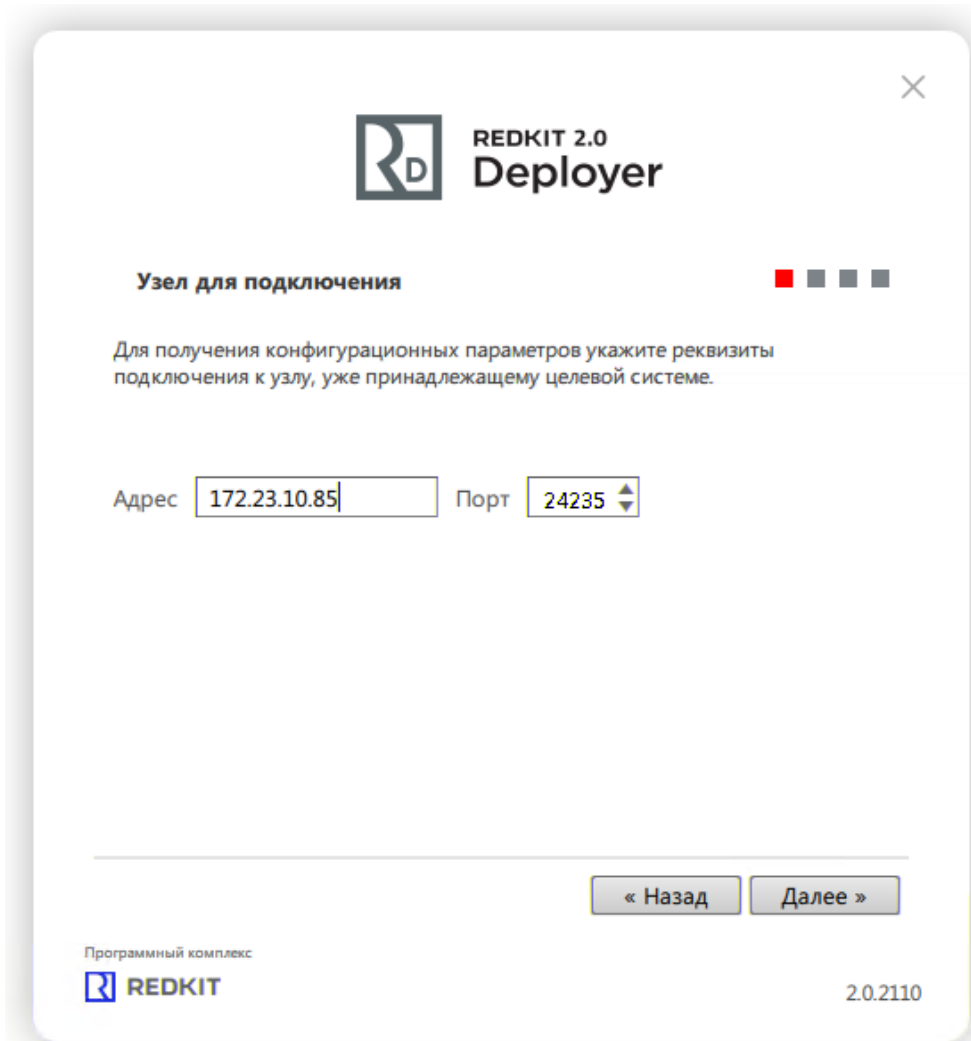 REDKIT 2.0
Deployer
Узел для подключения
Для получения конфигурационных параметров укажите реквизиты
подключения к узлу, уже принадлежащему целевой системе.
Адрес 172.23.10.85 Порт 24235
« Назад Далее »
Программный комплекс
REDKIT
2.0.2110